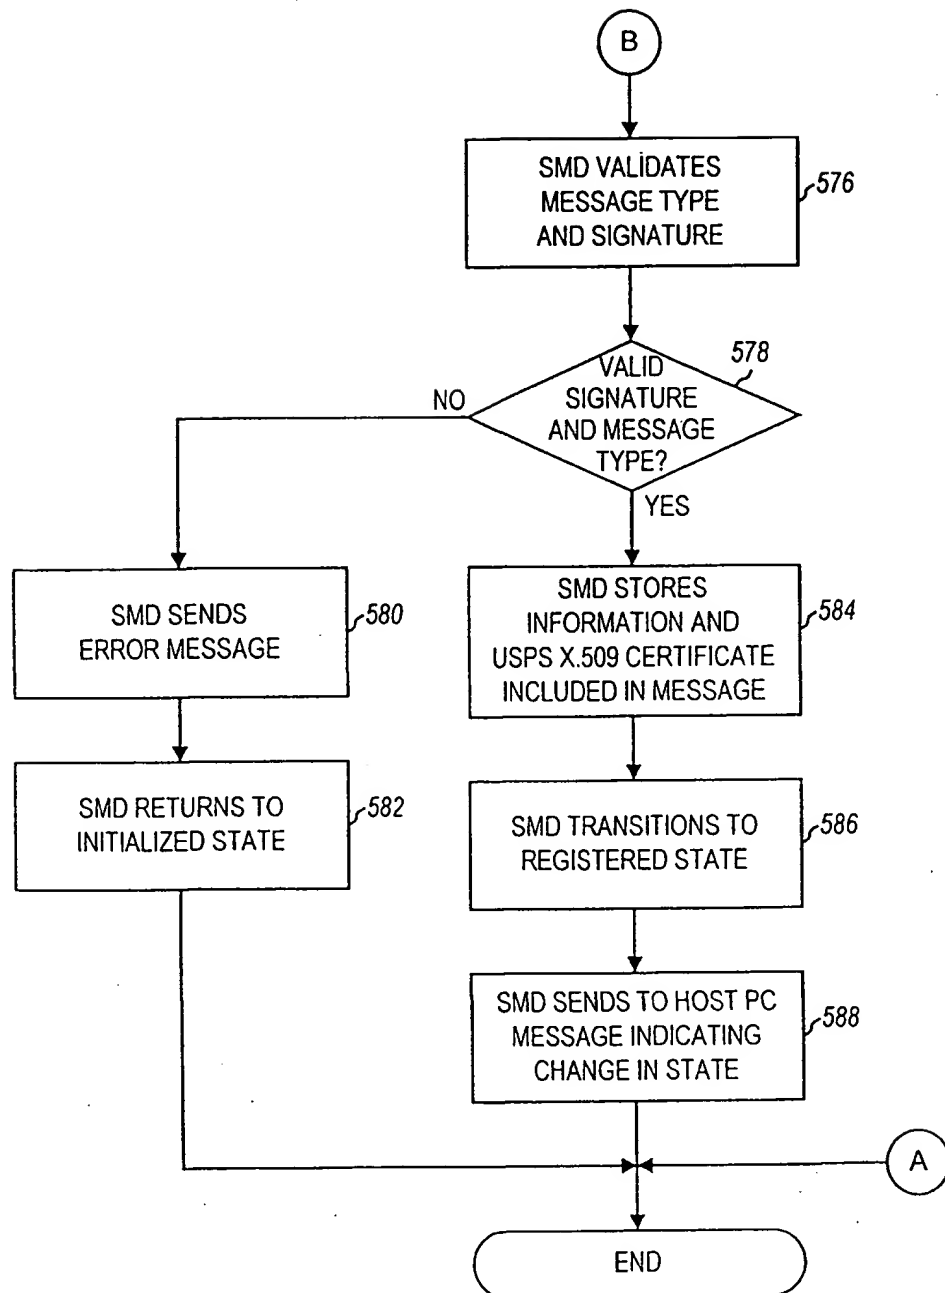 B
SMD VALIDATES
MESSAGE TYPE
AND SIGNATURE
576
VALID
SIGNATURE
AND MESSAGE
TYPE?
578
NO
YES
SMD SENDS
ERROR MESSAGE
580
SMD STORES
INFORMATION AND
USPS X.509 CERTIFICATE
INCLUDED IN MESSAGE
584
SMD RETURNS TO
INITIALIZED STATE
582
SMD TRANSITIONS TO
REGISTERED STATE
586
SMD SENDS TO HOST PC
MESSAGE INDICATING
CHANGE IN STATE
588
A
END